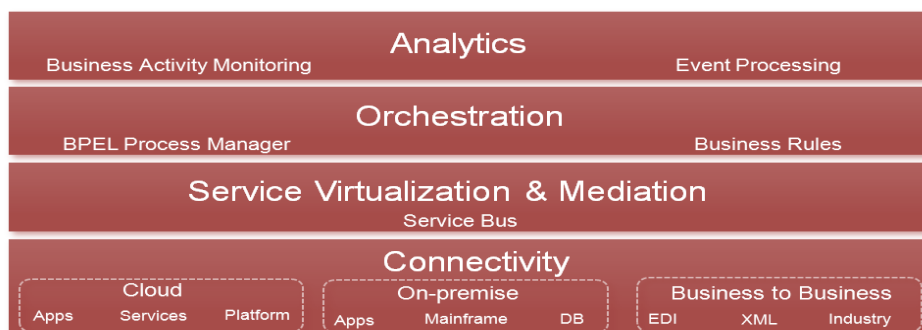 Analytics
Business Activity Monitoring Event Processing
Orchestration
BPEL Process Manager Business Rules
Service Virtualization & Mediation
Service Bus
Connectivity
Cloud On-premise Business to Business
Apps Services Platform Apps Mainframe DB EDI XML Industry